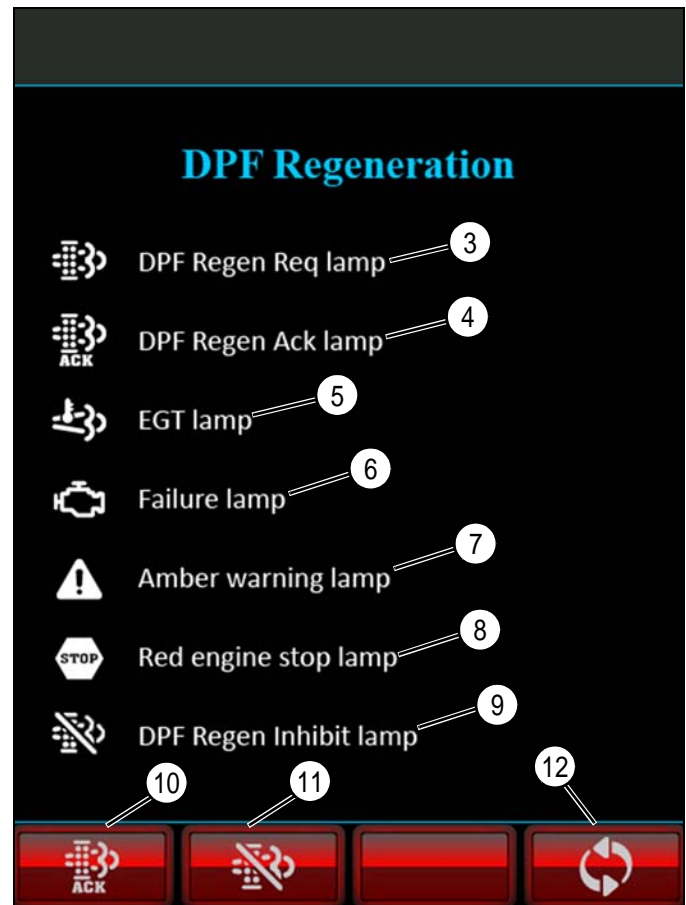 DPF Regeneration
DPF Regen Req lamp 3
ACK
DPF Regen Ack lamp 4
EGT lamp 5
Failure lamp 6
Amber warning lamp 7
STOP
Red engine stop lamp 8
DPF Regen Inhibit lamp 9
10 11 12
ACK